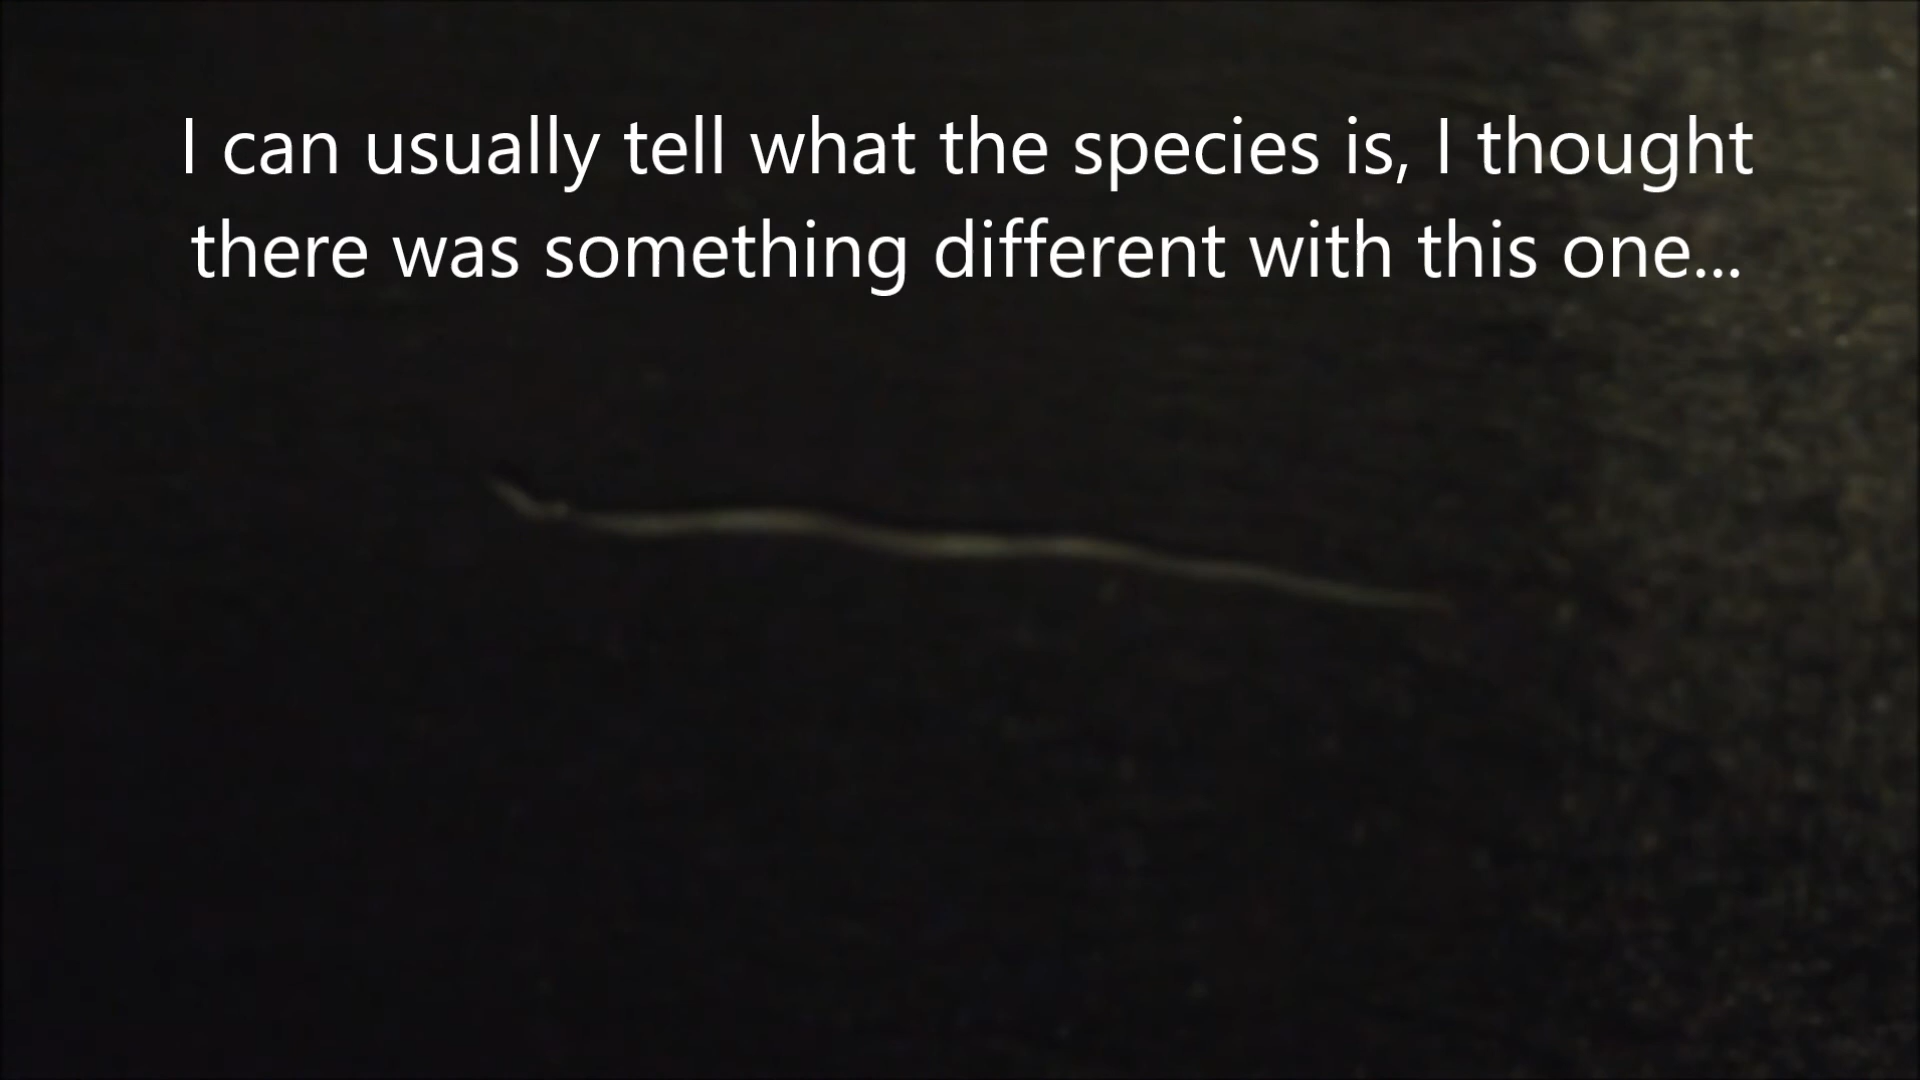 I can usually tell what the species is, I thought
there was something different with this one...